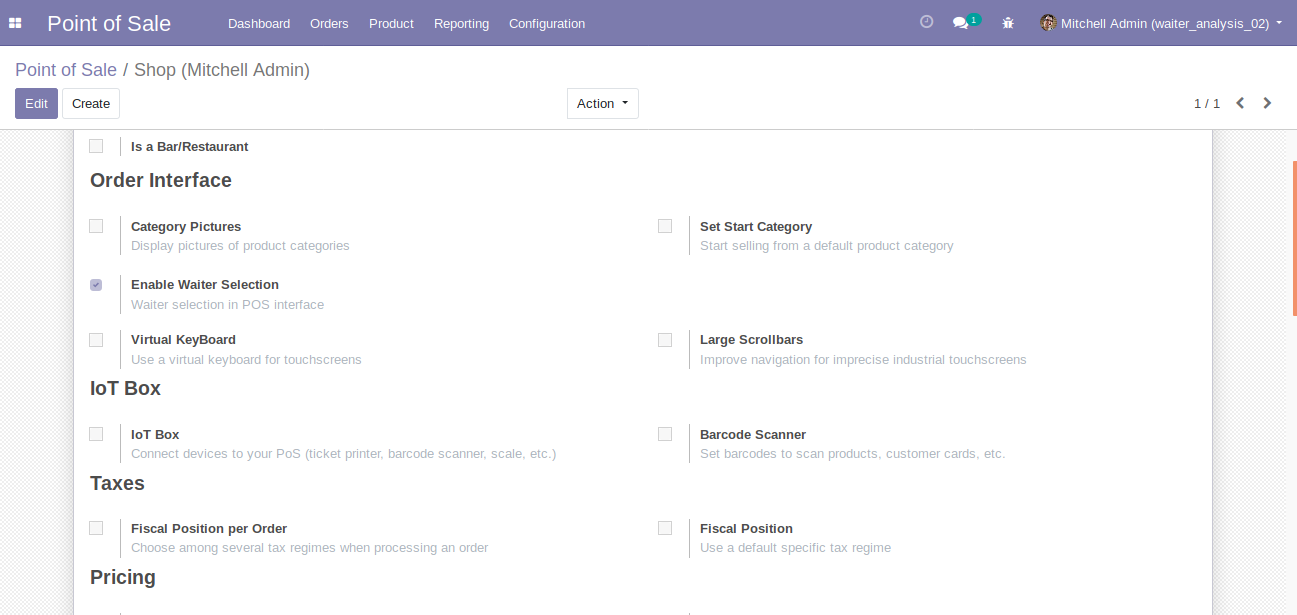 Point of Sale Dashboard Orders Product Reporting Configuration 1 Mitchell Admin (waiter_analysis_02)
Point of Sale / Shop (Mitchell Admin)
Edit Create Action 1 / 1
Is a Bar/Restaurant
Order Interface
Category Pictures Set Start Category
Display pictures of product categories Start selling from a default product category
Enable Waiter Selection
Waiter selection in POS interface
Virtual KeyBoard Large Scrollbars
Use a virtual keyboard for touchscreens Improve navigation for imprecise industrial touchscreens
IoT Box
IoT Box Barcode Scanner
Connect devices to your PoS (ticket printer, barcode scanner, scale, etc.) Set barcodes to scan products, customer cards, etc.
Taxes
Fiscal Position per Order Fiscal Position
Choose among several tax regimes when processing an order Use a default specific tax regime
Pricing